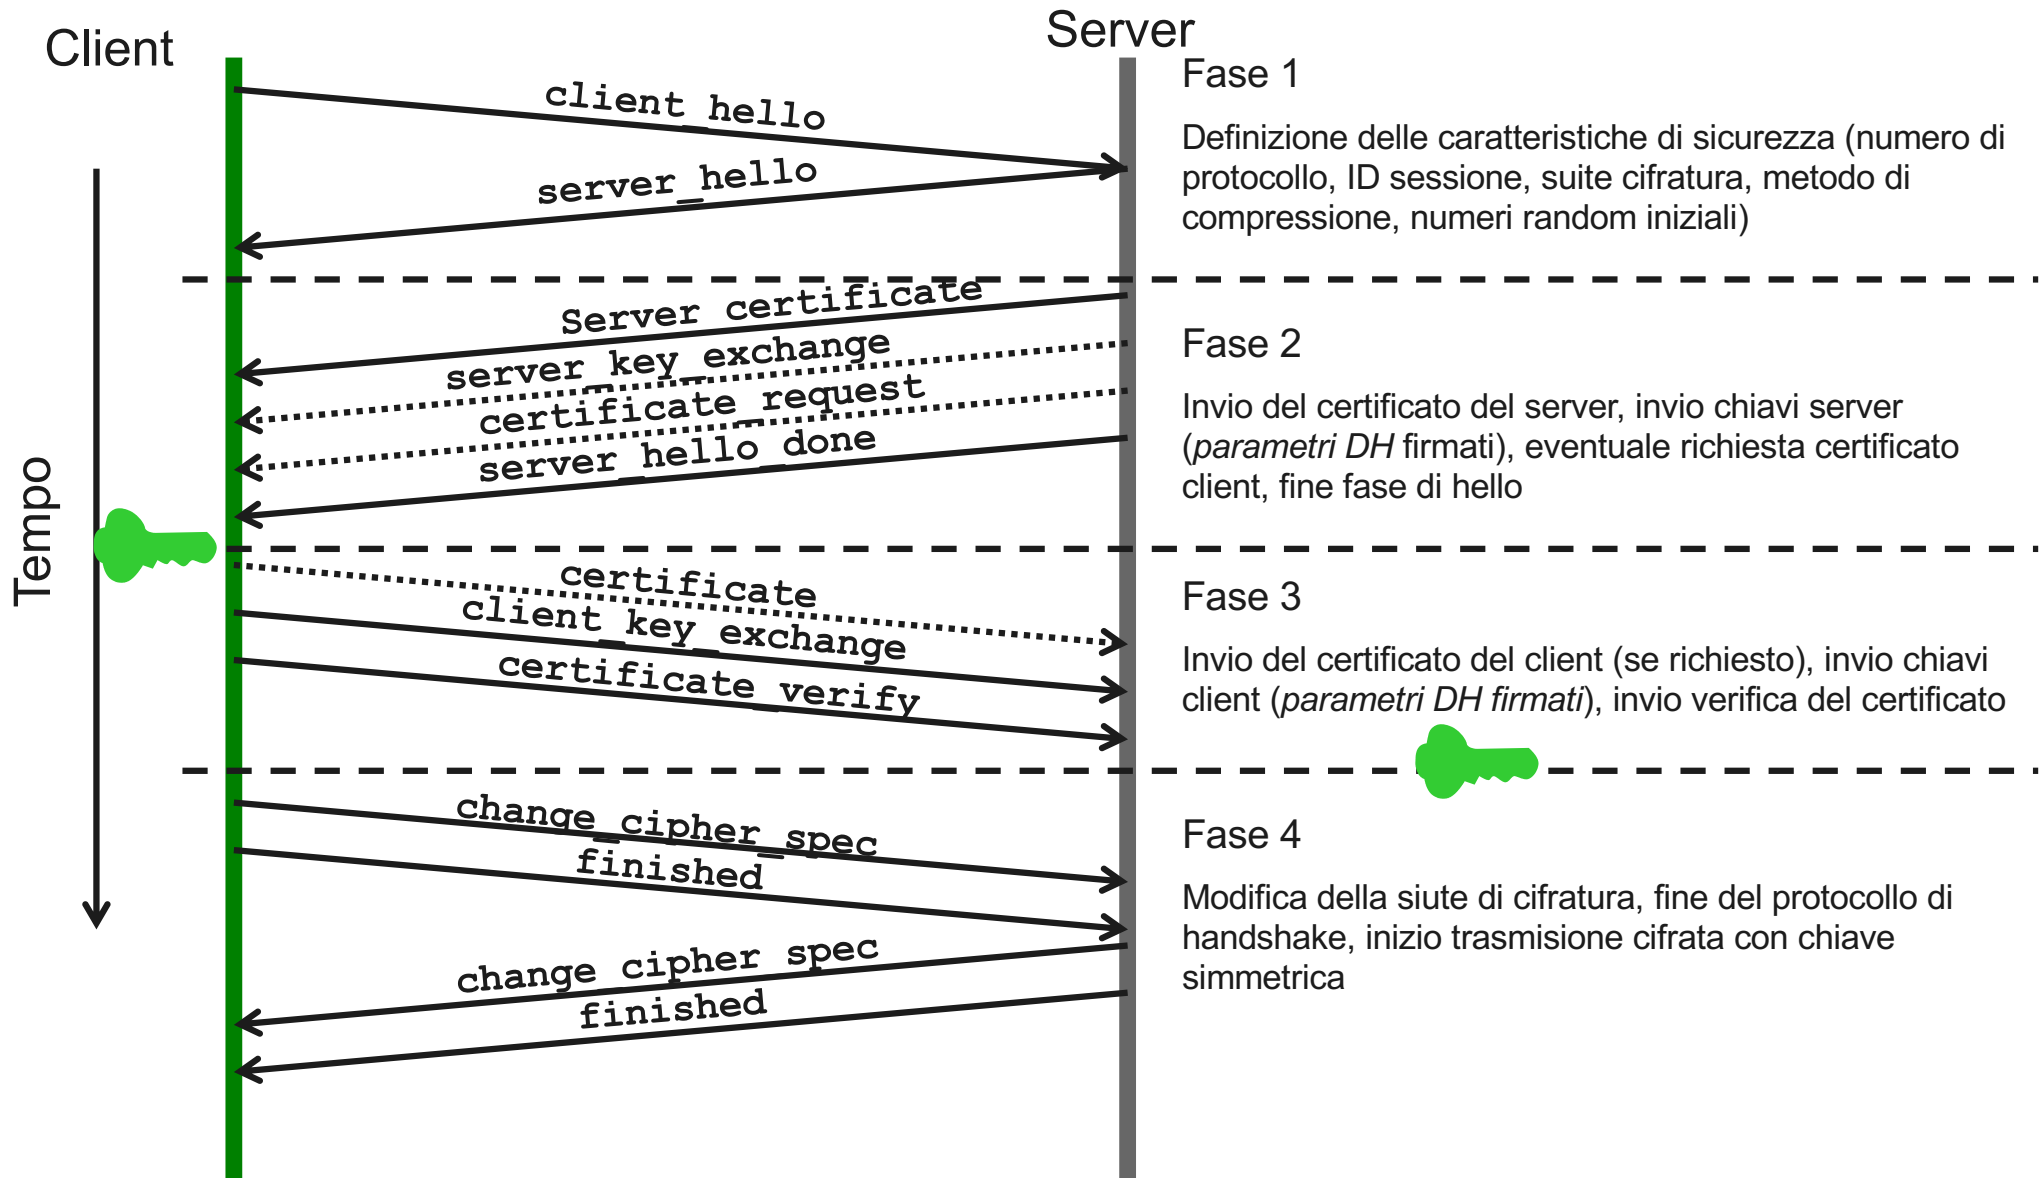 Client
Server
client_hello
server_hello
Fase 1
Definizione delle caratteristiche di sicurezza (numero di
protocollo, ID sessione, suite cifratura, metodo di
compressione, numeri random iniziali)
Server certificate
server_key_exchange
certificate_request
server_hello_done
Fase 2
Invio del certificato del server, invio chiavi server
(parametri DH firmati), eventuale richiesta certificato
client, fine fase di hello
Tempo
certificate
client_key_exchange
certificate_verify
Fase 3
Invio del certificato del client (se richiesto), invio chiavi
client (parametri DH firmati), invio verifica del certificato
change_cipher_spec
finished
change_cipher_spec
finished
Fase 4
Modifica della siute di cifratura, fine del protocollo di
handshake, inizio trasmisione cifrata con chiave
simmetrica